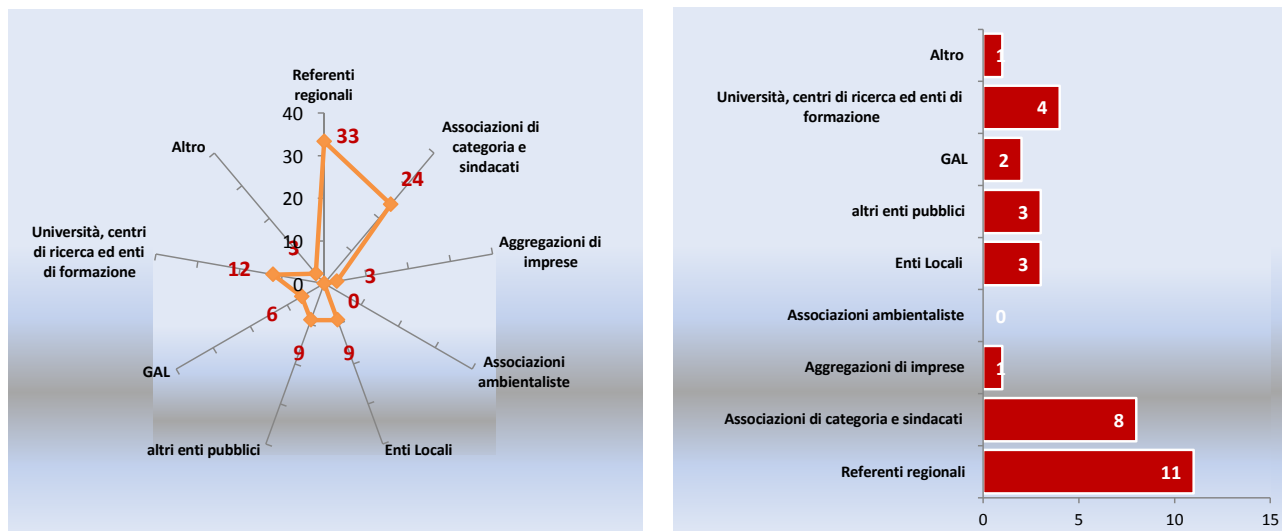 Referenti
regionali
40
33
Associazioni di
categoria e
sindacati
Altro
30
24
20
Università, centri
di ricerca ed enti
di formazione
Aggregazioni di
imprese
10
3
12
3
0
0
6
9
9
Associazioni
ambientaliste
GAL
altri enti pubblici
Enti Locali
Altro
1
Università, centri di ricerca ed enti di
formazione
4
GAL
2
altri enti pubblici
3
Enti Locali
3
Associazioni ambientaliste
0
Aggregazioni di imprese
1
Associazioni di categoria e sindacati
8
Referenti regionali
11
0
5
10
15